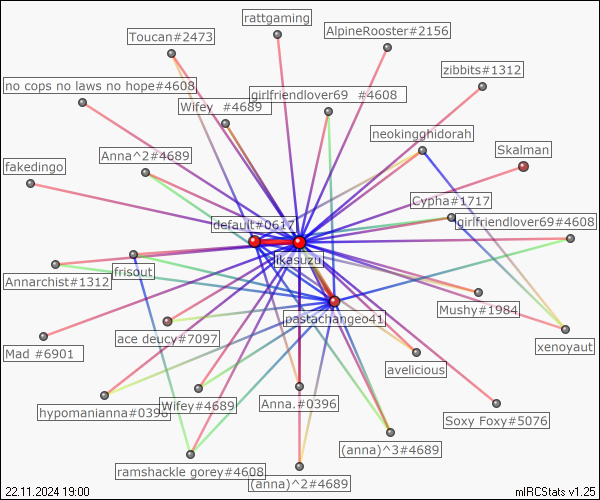 rattgaming
Toucan#2473
AlpineRooster#2156
zibbits#1312
no cops no laws no hope#4608
girlfriendlover69 #4608
Wifey #4689
neokingghidorah
Skalman
Anna^2#4689
fakedingo
Cypha#1717
girlfriendlover69#4608
default#0617
likasuzu
frisout
Annarchist#1312
Mushy#1984
pastachangeo41
ace deucy#7097
xenoyaut
Mad #6901
avelicious
hypomanianna#0398
Wifey#4689
Anna.#0396
Soxy Foxy#5076
(anna)^3#4689
ramshackle gorey#4608
(anna)^2#4689
22.11.2024 19:00
mIRCStats v1.25